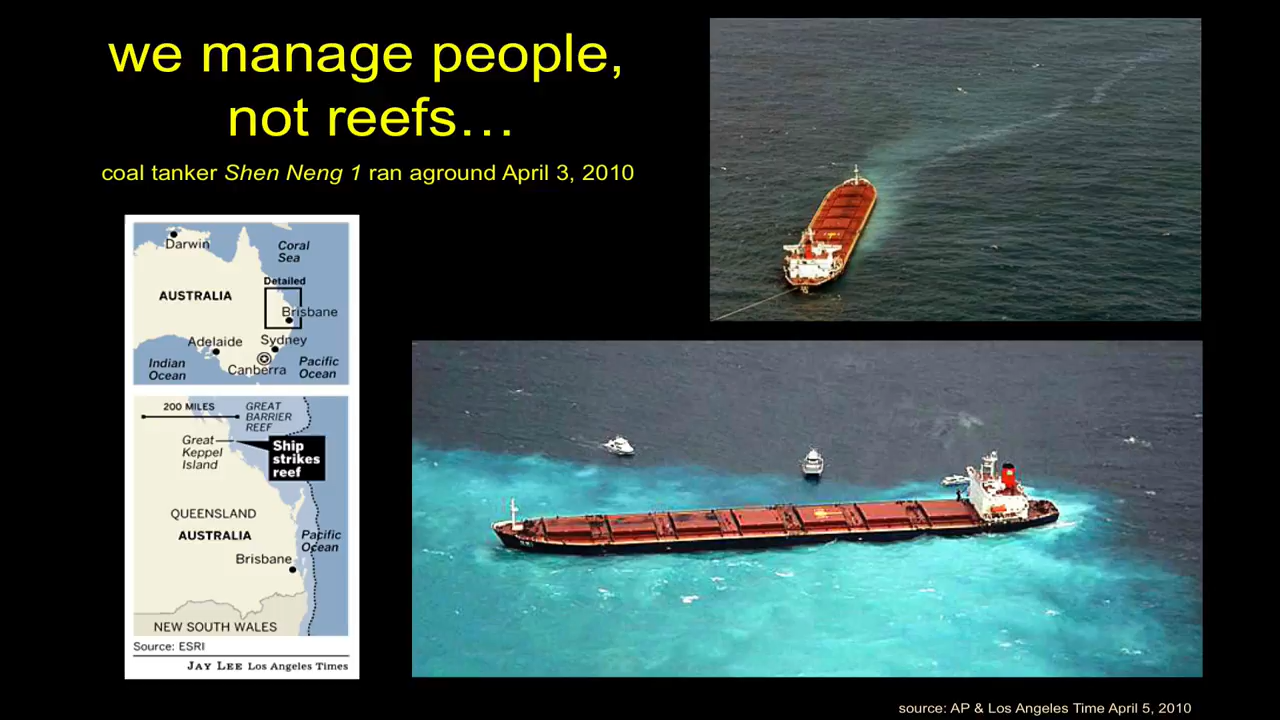 we manage people,
not reefs…
coal tanker Shen Neng 1 ran aground April 3, 2010
Darwin
Coral
Sea
Detailed
AUSTRALIA
Brisbane
Adelaide
Sydney
Indian
Ocean
Canberra
Pacific
Ocean
200 MILES
GREAT
BARRIER
REEF
Great
Keppel
Island
Ship
strikes
reef
QUEENSLAND
AUSTRALIA
Pacific
Ocean
Brisbane
NEW SOUTH WALES
Source: ESRI
JAY LEE Los Angeles Times
source: AP & Los Angeles Time April 5, 2010